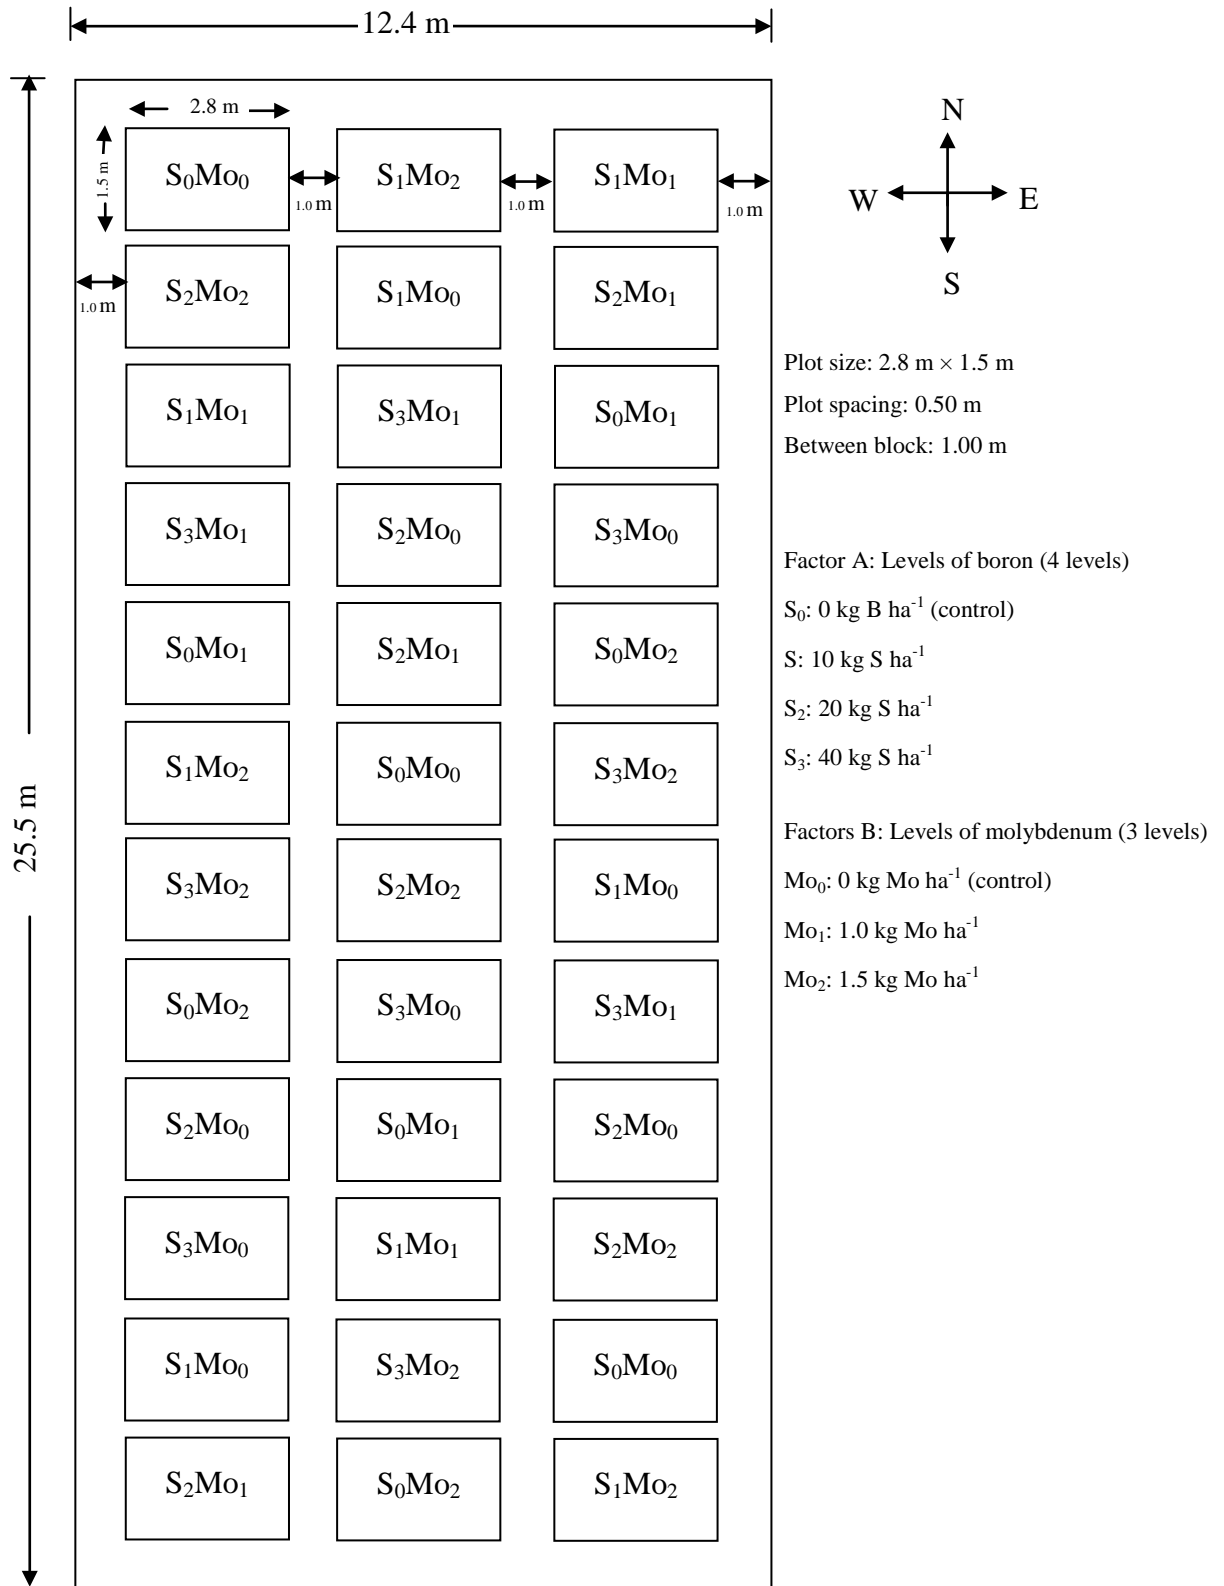 12.4 m
2.8 m
N
1.5 m
S₀Mo₀ S₁Mo₂ S₁Mo₁
1.0 m 1.0 m 1.0 m
W E
S
S₂Mo₂ S₁Mo₀ S₂Mo₁
1.0 m
Plot size: 2.8 m × 1.5 m
Plot spacing: 0.50 m
Between block: 1.00 m
S₁Mo₁ S₃Mo₁ S₀Mo₁
S₃Mo₁ S₂Mo₀ S₃Mo₀
Factor A: Levels of boron (4 levels)
S₀: 0 kg B ha⁻¹ (control)
S: 10 kg S ha⁻¹
S₂: 20 kg S ha⁻¹
S₃: 40 kg S ha⁻¹
S₀Mo₁ S₂Mo₁ S₀Mo₂
S₁Mo₂ S₀Mo₀ S₃Mo₂
25.5 m
Factors B: Levels of molybdenum (3 levels)
Mo₀: 0 kg Mo ha⁻¹ (control)
Mo₁: 1.0 kg Mo ha⁻¹
Mo₂: 1.5 kg Mo ha⁻¹
S₃Mo₂ S₂Mo₂ S₁Mo₀
S₀Mo₂ S₃Mo₀ S₃Mo₁
S₂Mo₀ S₀Mo₁ S₂Mo₀
S₃Mo₀ S₁Mo₁ S₂Mo₂
S₁Mo₀ S₃Mo₂ S₀Mo₀
S₂Mo₁ S₀Mo₂ S₁Mo₂